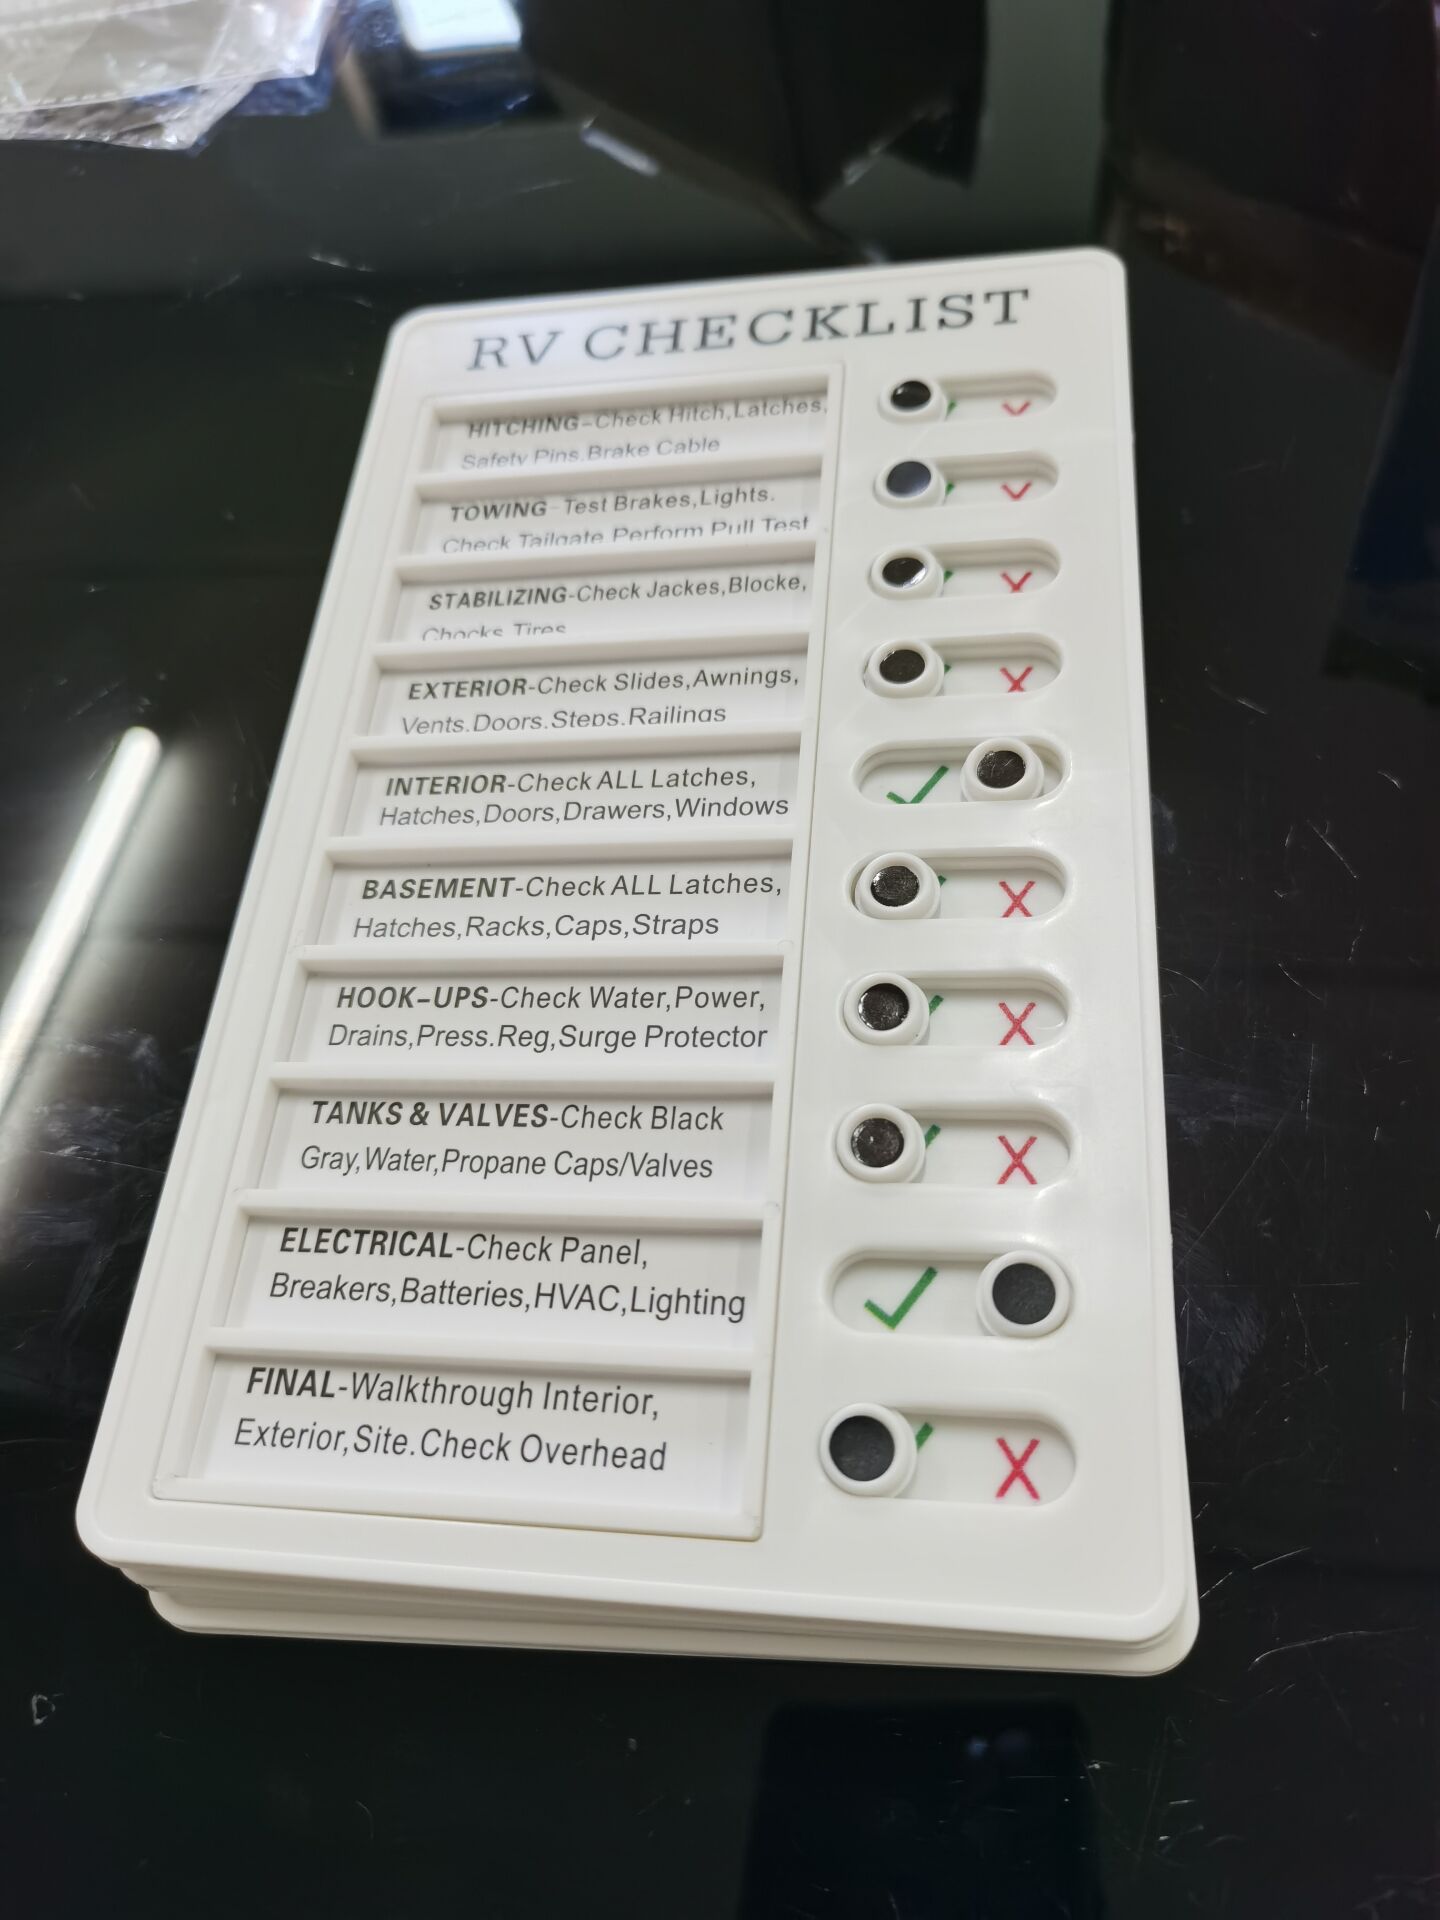 RV CHECKLIST
HITCHING-Check Hitch,Latches,
Safety Pins.Brake Cable
TOWING-Test Brakes,Lights.
Check Tailgate Perform Pull Test
STABILIZING-Check Jackes,Blocke,
Chocks Tires
EXTERIOR-Check Slides,Awnings,
Vents.Doors.Steps.Railings
INTERIOR-Check ALL Latches,
Hatches,Doors,Drawers,Windows
BASEMENT-Check ALL Latches,
Hatches,Racks,Caps,Straps
HOOK-UPS-Check Water,Power,
Drains,Press.Reg,Surge Protector
TANKS & VALVES-Check Black
Gray,Water,Propane Caps/Valves
ELECTRICAL-Check Panel,
Breakers,Batteries,HVAC,Lighting
FINAL-Walkthrough Interior,
Exterior,Site.Check Overhead